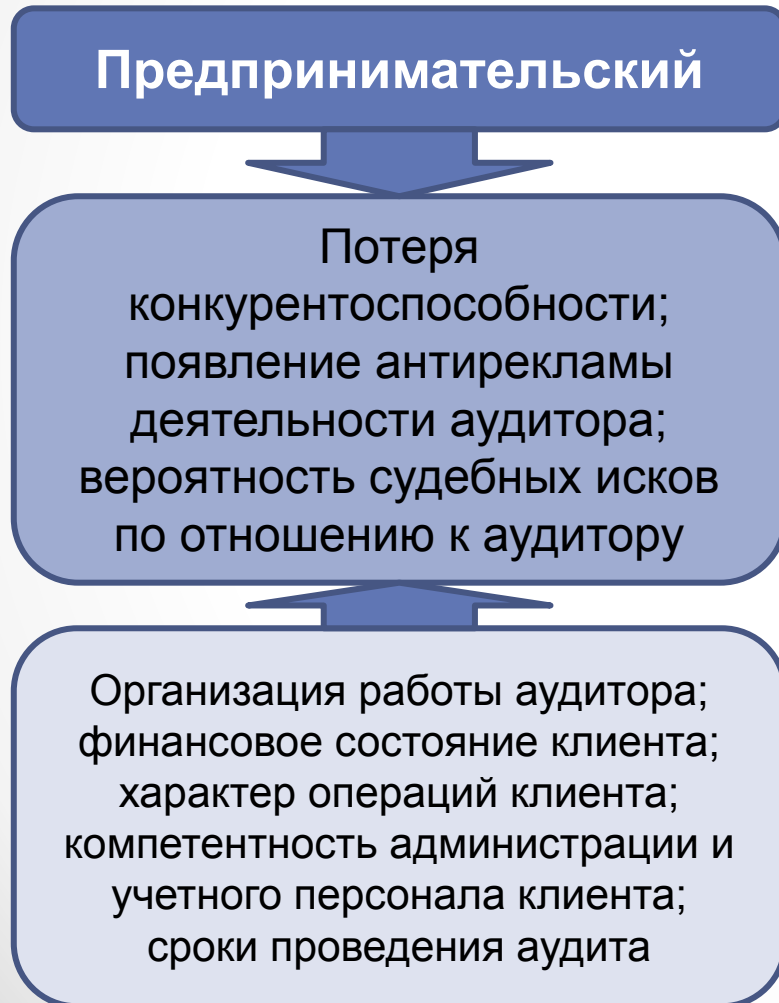 Предпринимательский
Потеря
конкурентоспособности;
появление антирекламы
деятельности аудитора;
вероятность судебных исков
по отношению к аудитору
Организация работы аудитора;
финансовое состояние клиента;
характер операций клиента;
компетентность администрации и
учетного персонала клиента;
сроки проведения аудита